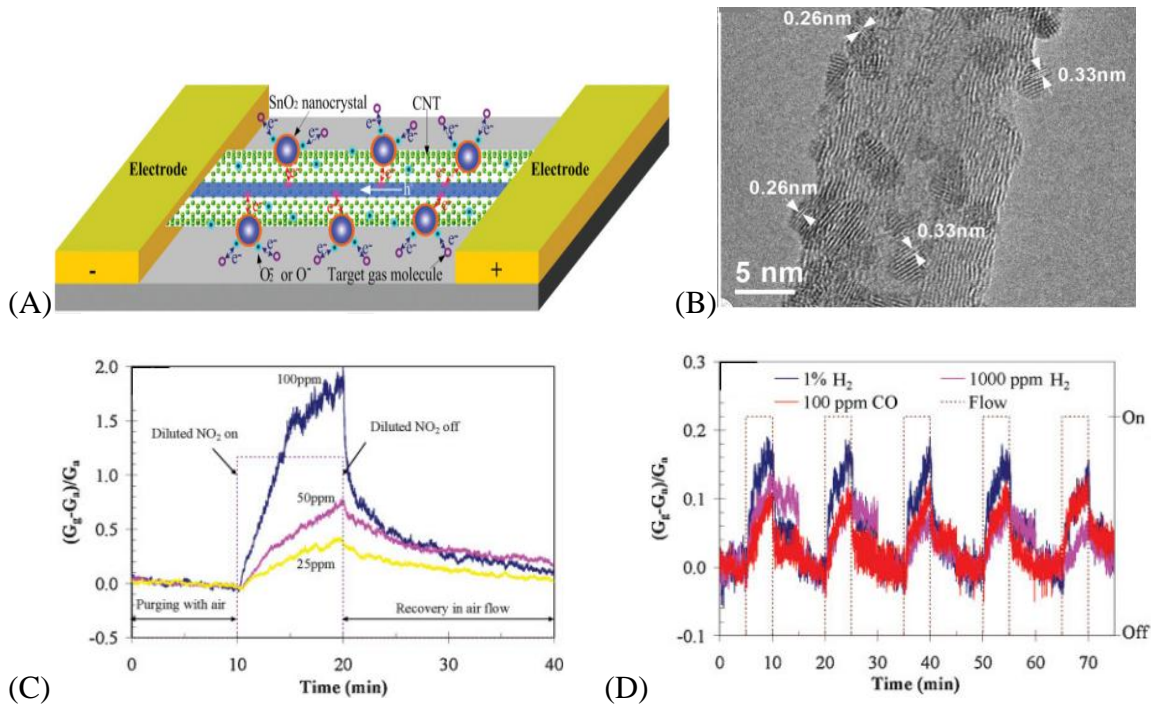 SnO₂ nanocrystal
CNT
Electrode
Electrode
e⁻ e⁻ e⁻ e⁻ e⁻ e⁻
e⁻ e⁻ e⁻
h
e⁻ e⁻ e⁻
e⁻ e⁻ e⁻ e⁻ e⁻ e⁻
-
+
O₂⁻ or O⁻
Target gas molecule
(A)
0.26nm
0.33nm
0.26nm
0.33nm
5 nm
(B)
2.0
1.5
1.0
0.5
0.0
-0.5
(Gg-Ga)/Ga
100ppm
Diluted NO₂ on
Diluted NO₂ off
50ppm
25ppm
Purging with air
Recovery in air flow
0 10 20 30 40
Time (min)
(C)
0.3
0.2
0.1
0.0
-0.1
(Gg-Ga)/Ga
1% H₂
1000 ppm H₂
100 ppm CO
Flow
On
Off
0 10 20 30 40 50 60 70
Time (min)
(D)